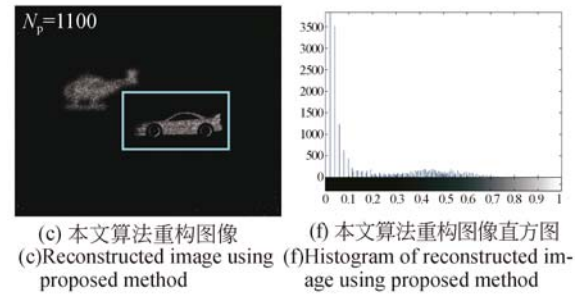 Np=1100
3500
3000
2500
2000
1500
1000
500
0
0 0.1 0.2 0.3 0.4 0.5 0.6 0.7 0.8 0.9 1
(c) 本文算法重构图像
(c)Reconstructed image using
proposed method
(f) 本文算法重构图像直方图
(f)Histogram of reconstructed im-
age using proposed method